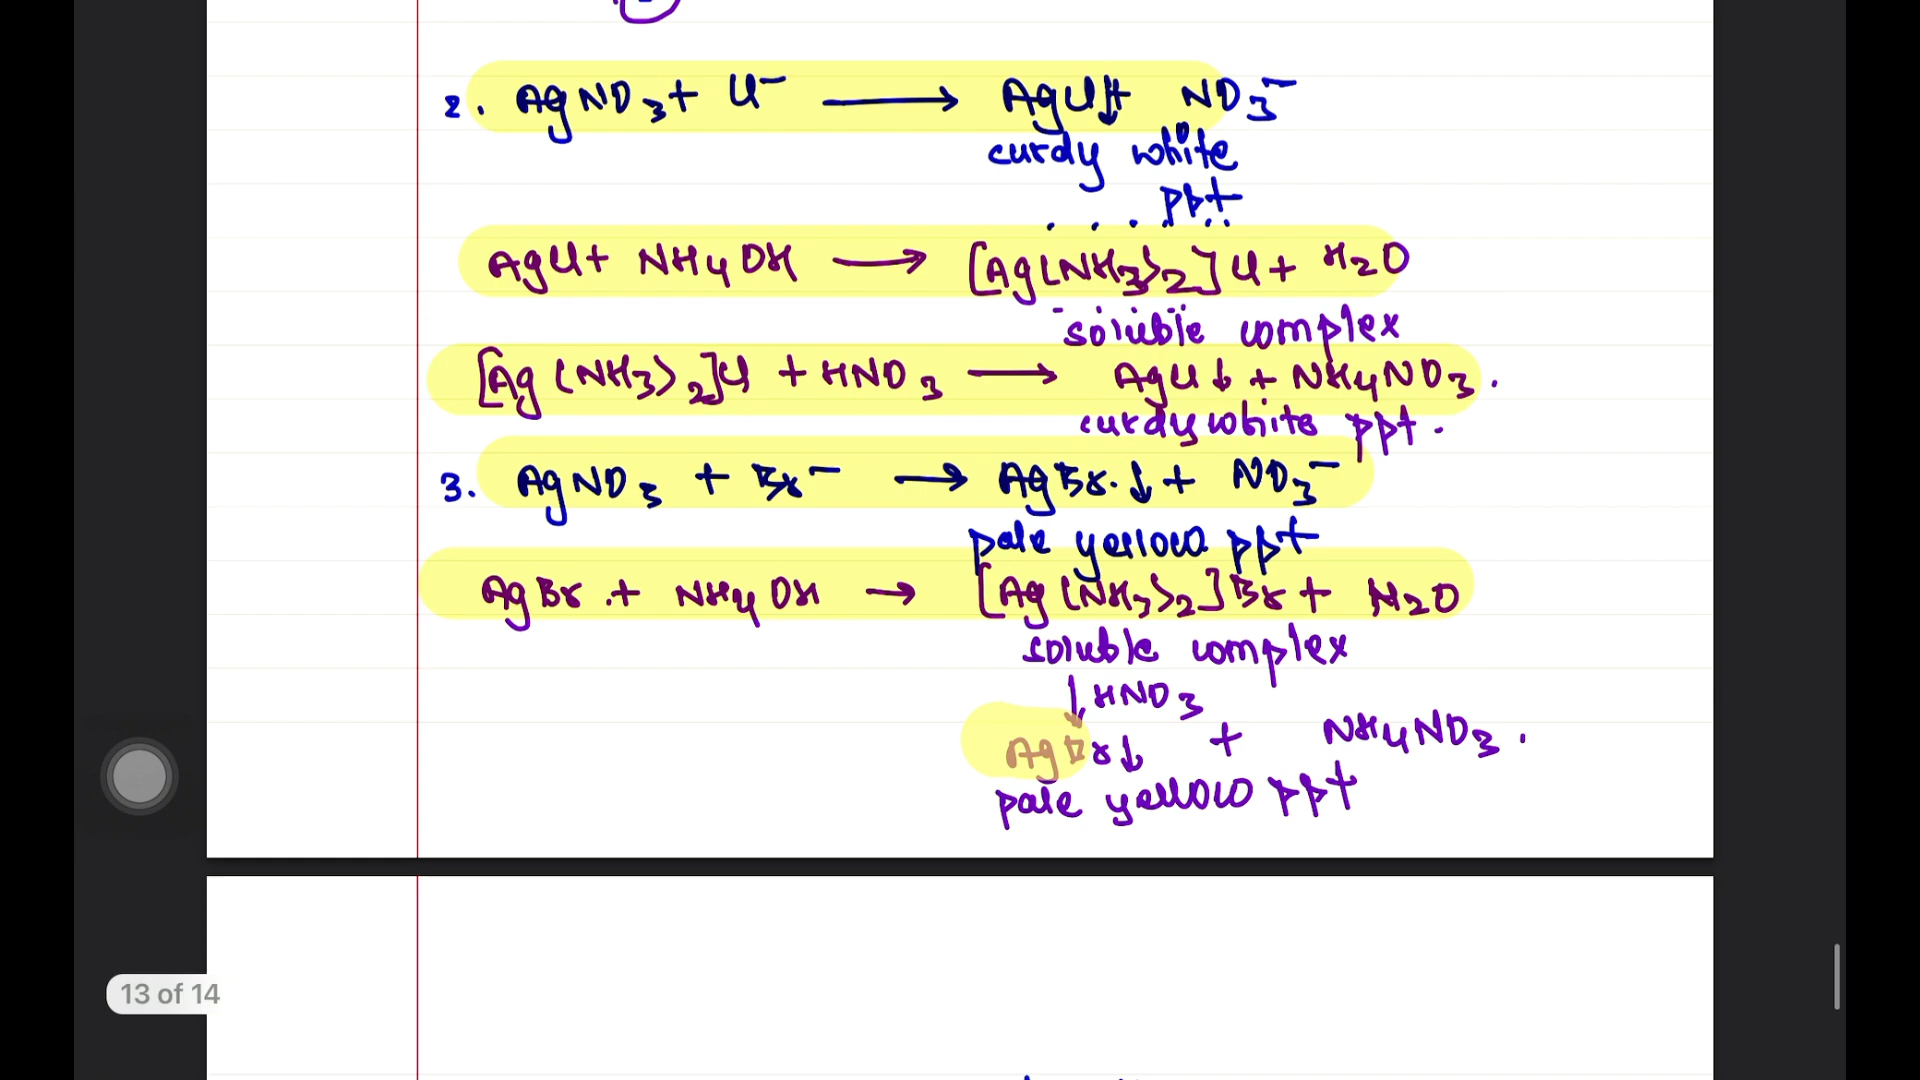 2. AgNO3 + Cl⁻ ⟶ AgCl↓ + NO3⁻
curdy white
ppt
AgCl + NH4OH ⟶ [Ag(NH3)2]Cl + H2O
soluble complex
[Ag(NH3)2]Cl + HNO3 ⟶ AgCl↓ + NH4NO3.
curdy white ppt.
3. AgNO3 + Br⁻ ⟶ AgBr.↓ + NO3⁻
pale yellow ppt
AgBr + NH4OH → [Ag(NH3)2]Br + H2O
soluble complex
↓HNO3
AgBr↓ + NH4NO3.
pale yellow ppt
13 of 14